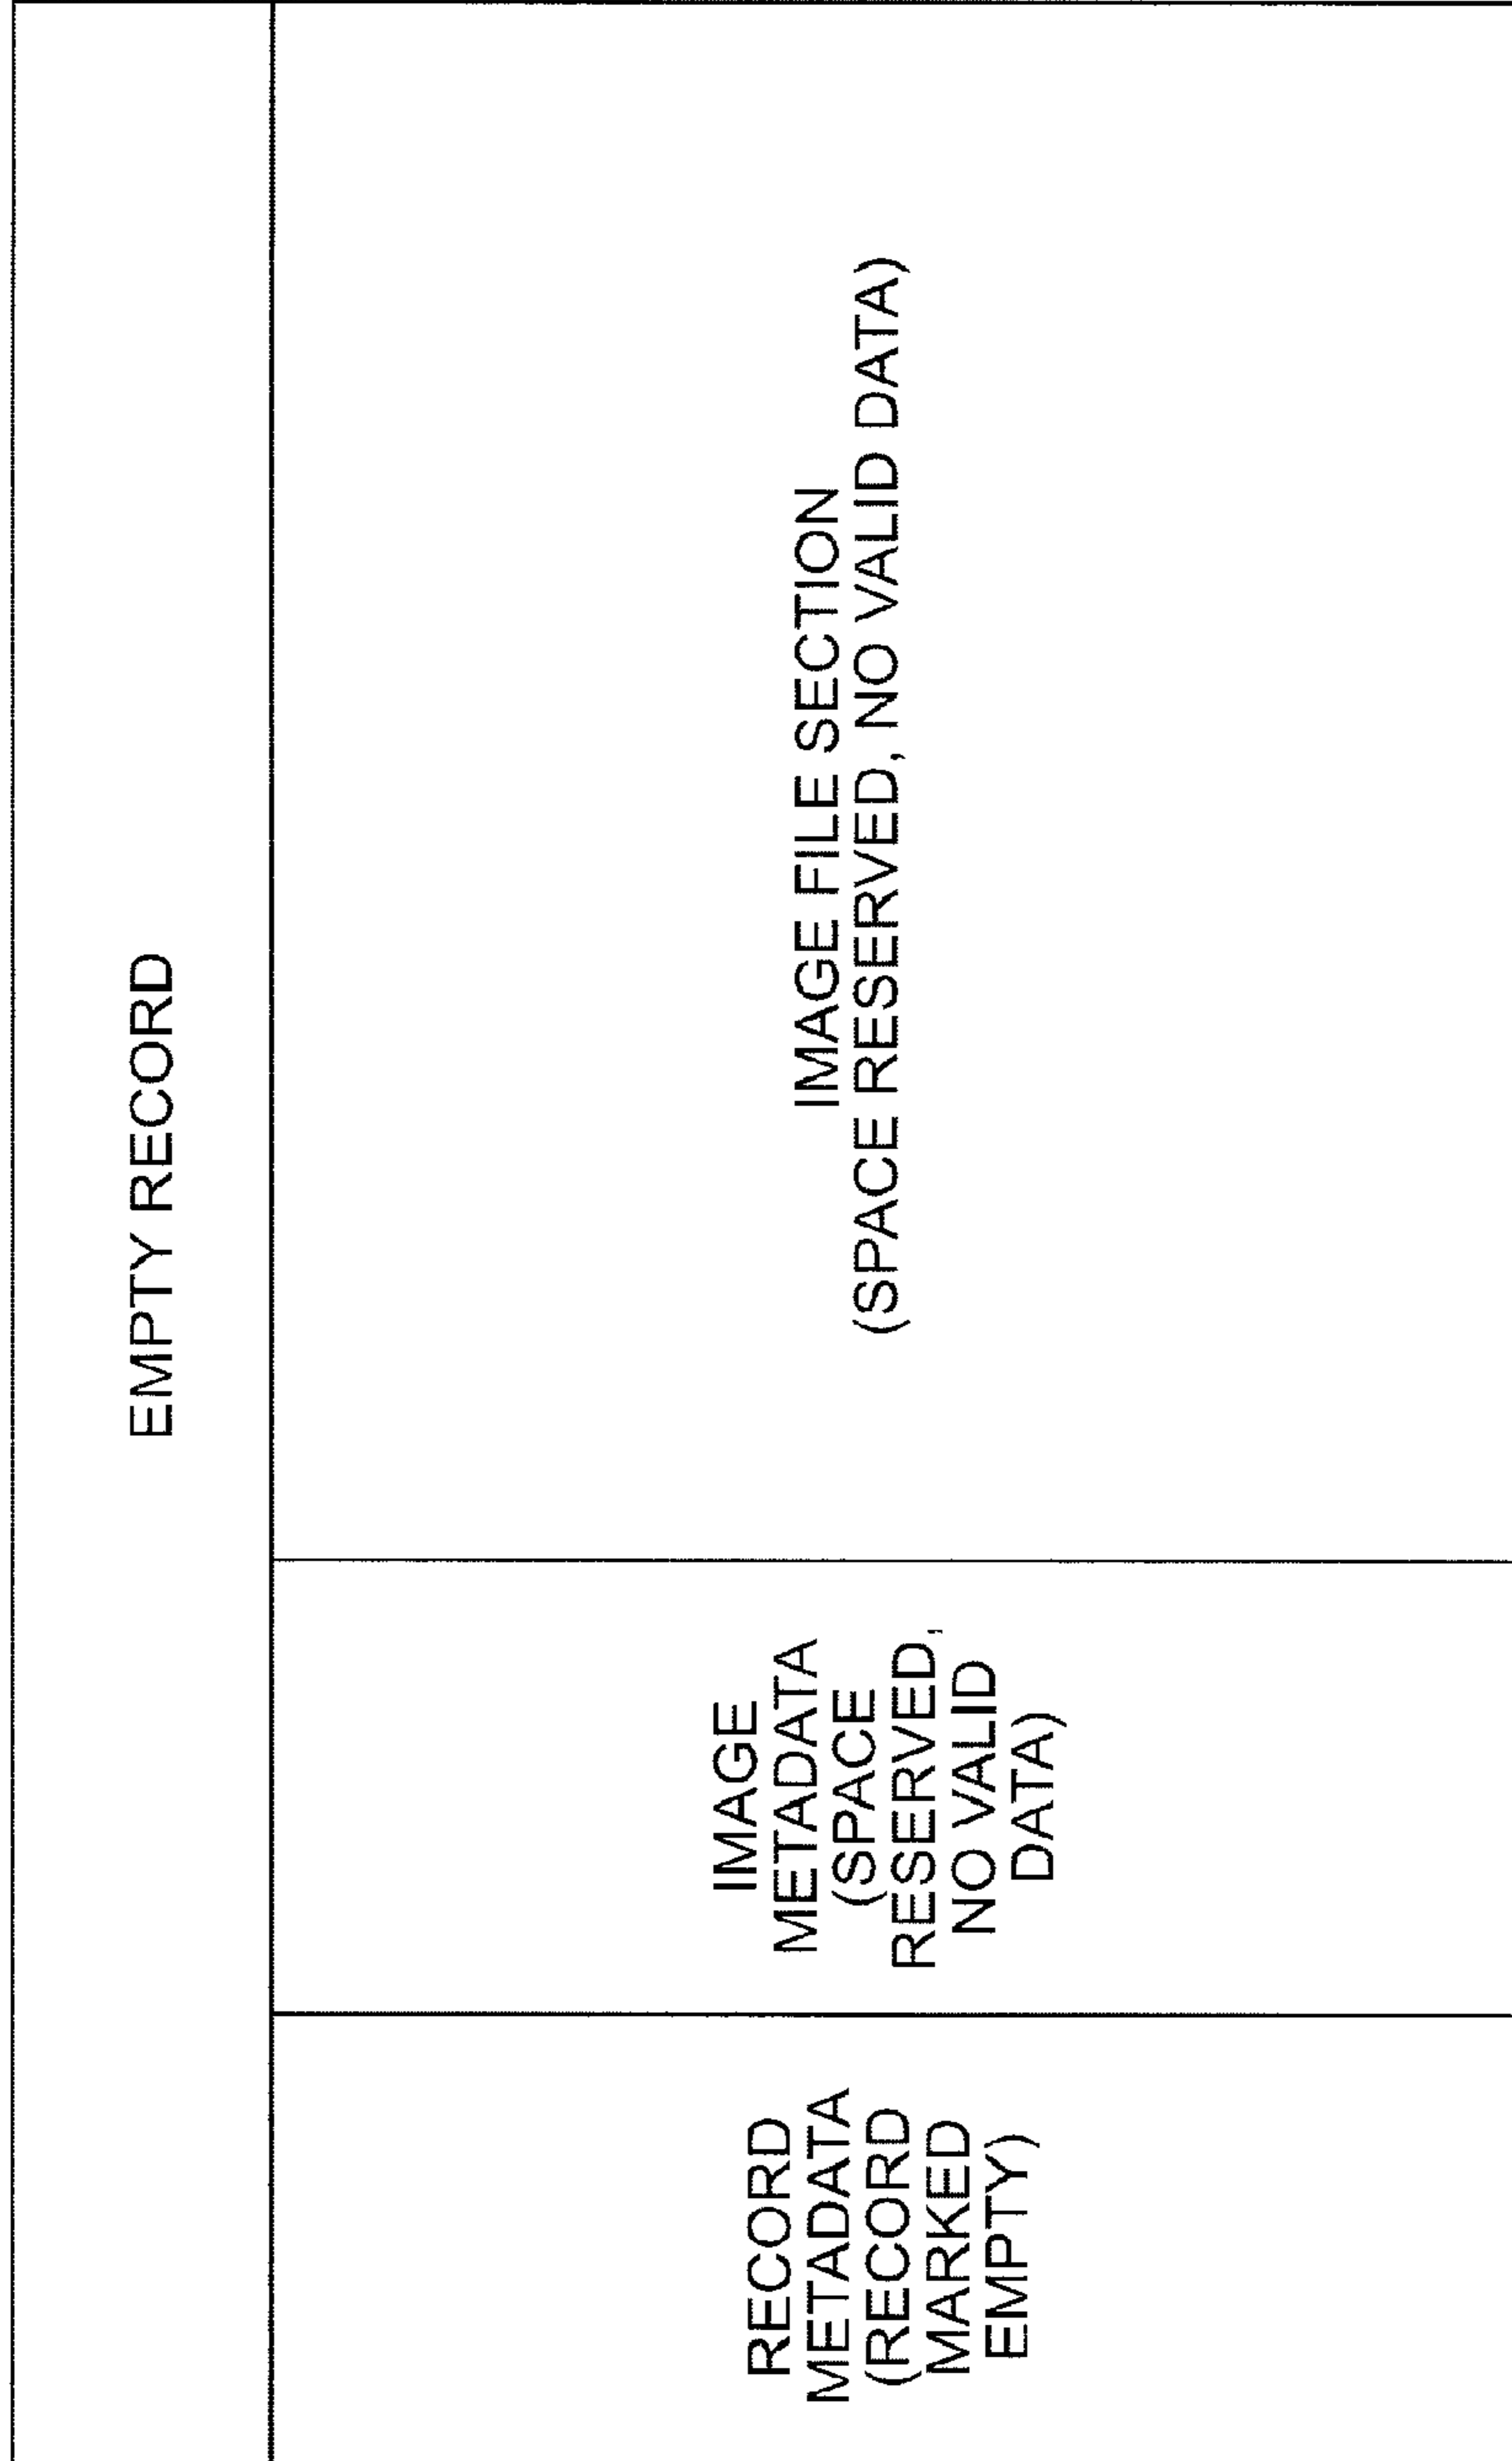 EMPTY RECORD
RECORD
METADATA
(RECORD
MARKED
EMPTY)
IMAGE
METADATA
(SPACE
RESERVED,
NO VALID
DATA)
IMAGE FILE SECTION
(SPACE RESERVED, NO VALID DATA)